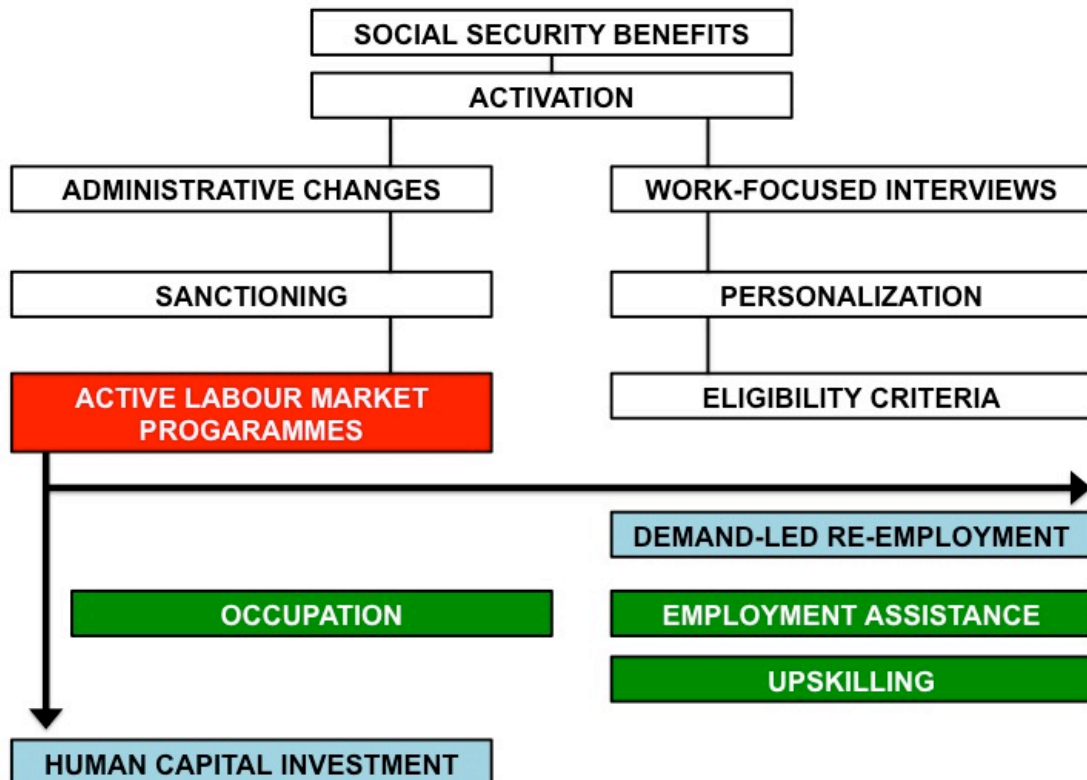 SOCIAL SECURITY BENEFITS
ACTIVATION
ADMINISTRATIVE CHANGES
WORK-FOCUSED INTERVIEWS
SANCTIONING
PERSONALIZATION
ACTIVE LABOUR MARKET
PROGARAMMES
ELIGIBILITY CRITERIA
DEMAND-LED RE-EMPLOYMENT
OCCUPATION
EMPLOYMENT ASSISTANCE
UPSKILLING
HUMAN CAPITAL INVESTMENT